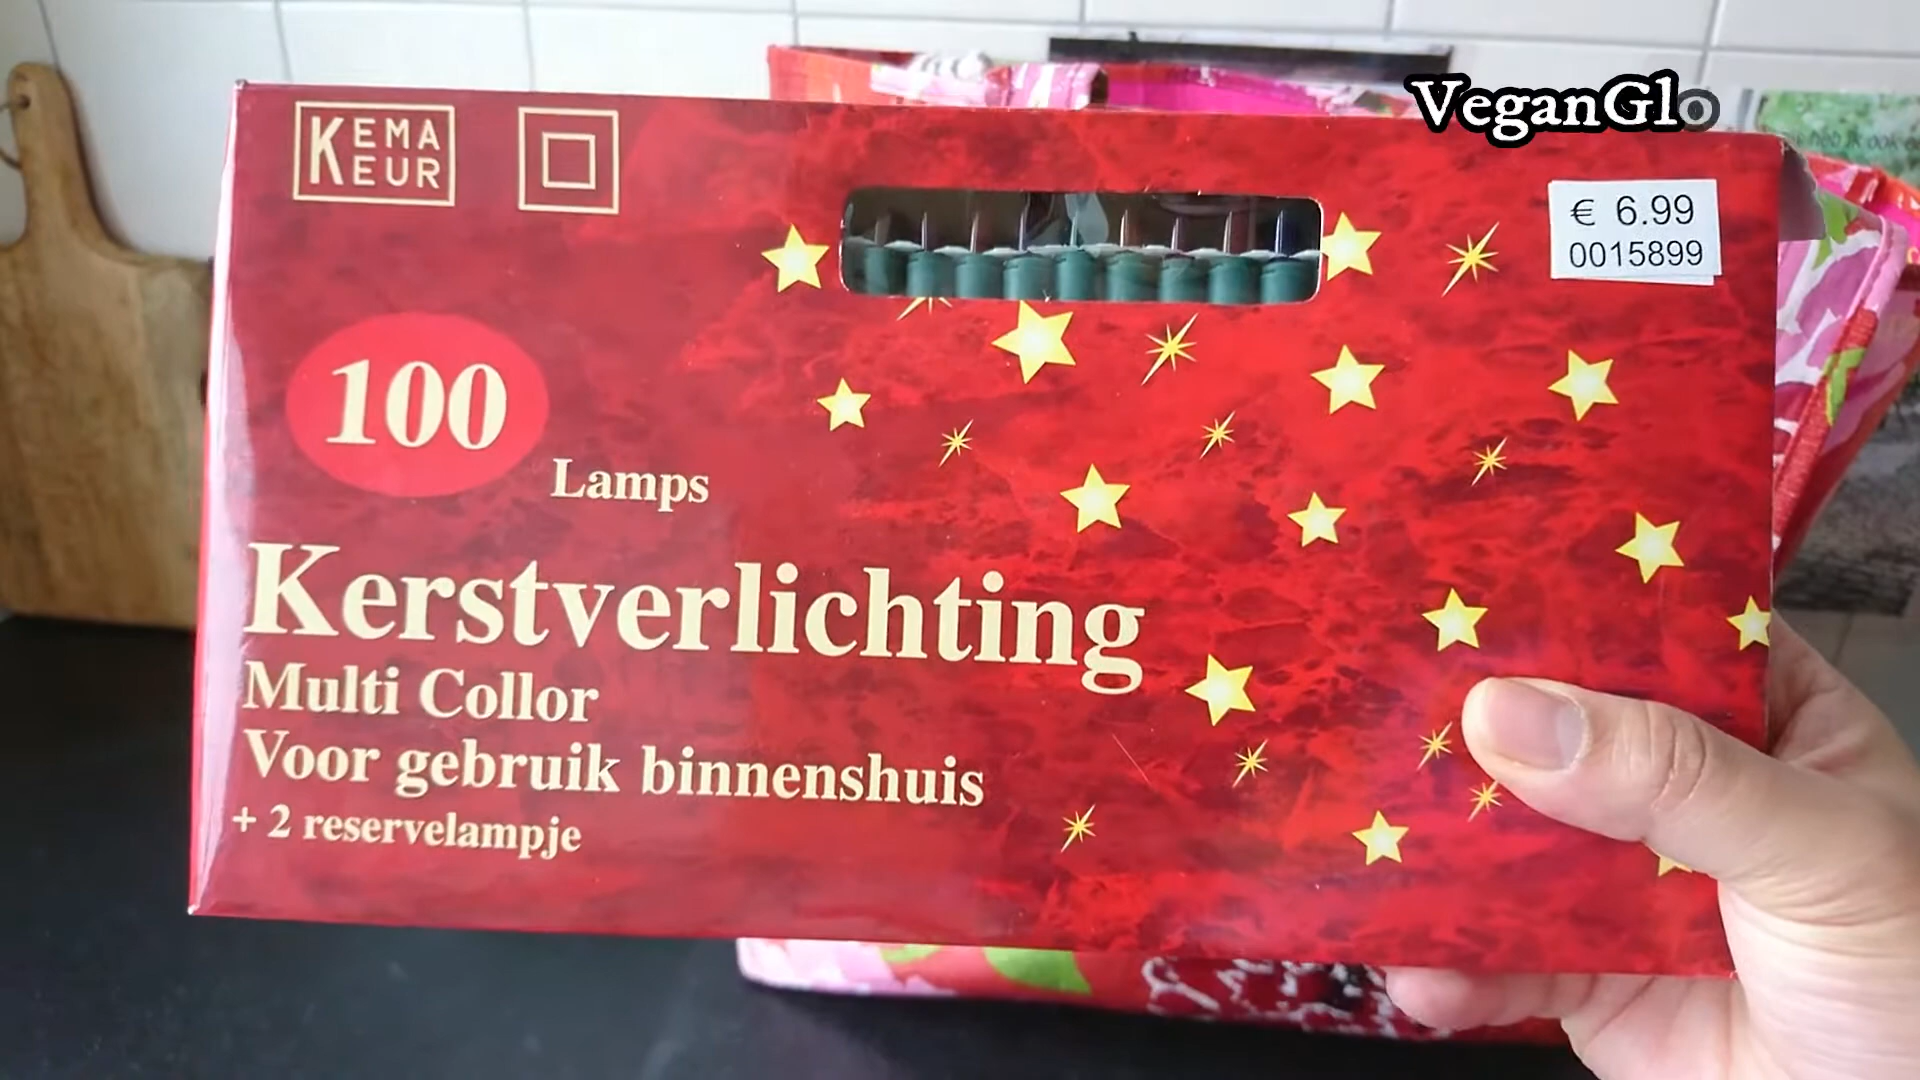 VeganGlo
KEMA
KEUR
€ 6.99
0015899
100
Lamps
Kerstverlichting
Multi Collor
Voor gebruik binnenshuis
+ 2 reservelampje